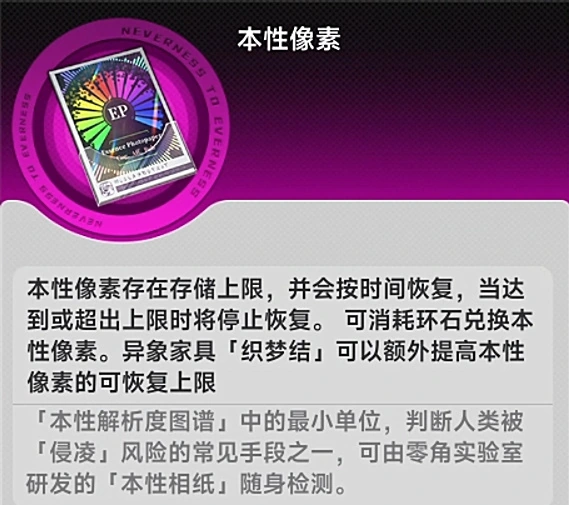 本性像素
NEVERNESS TO EVERNESS
NEVERNESS TO EVERNESS
NEVERNESS
EP
Essence Photopaper
本性像素存在存储上限，并会按时间恢复，当达
到或超出上限时将停止恢复。 可消耗环石兑换本
性像素。异象家具「织梦结」可以额外提高本性
像素的可恢复上限
「本性解析度图谱」中的最小单位，判断人类被
「侵凌」风险的常见手段之一，可由零角实验室
研发的「本性相纸」随身检测。